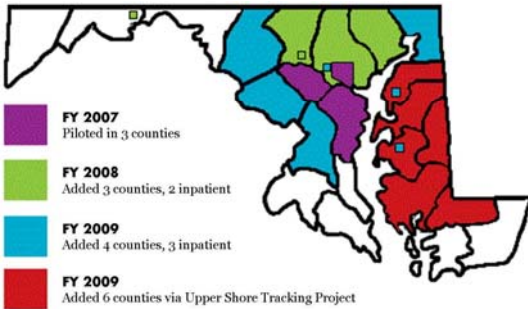 FY 2007
Piloted in 3 counties
FY 2008
Added 3 counties, 2 inpatient
FY 2009
Added 4 counties, 3 inpatient
FY 2009
Added 6 counties via Upper Shore Tracking Project